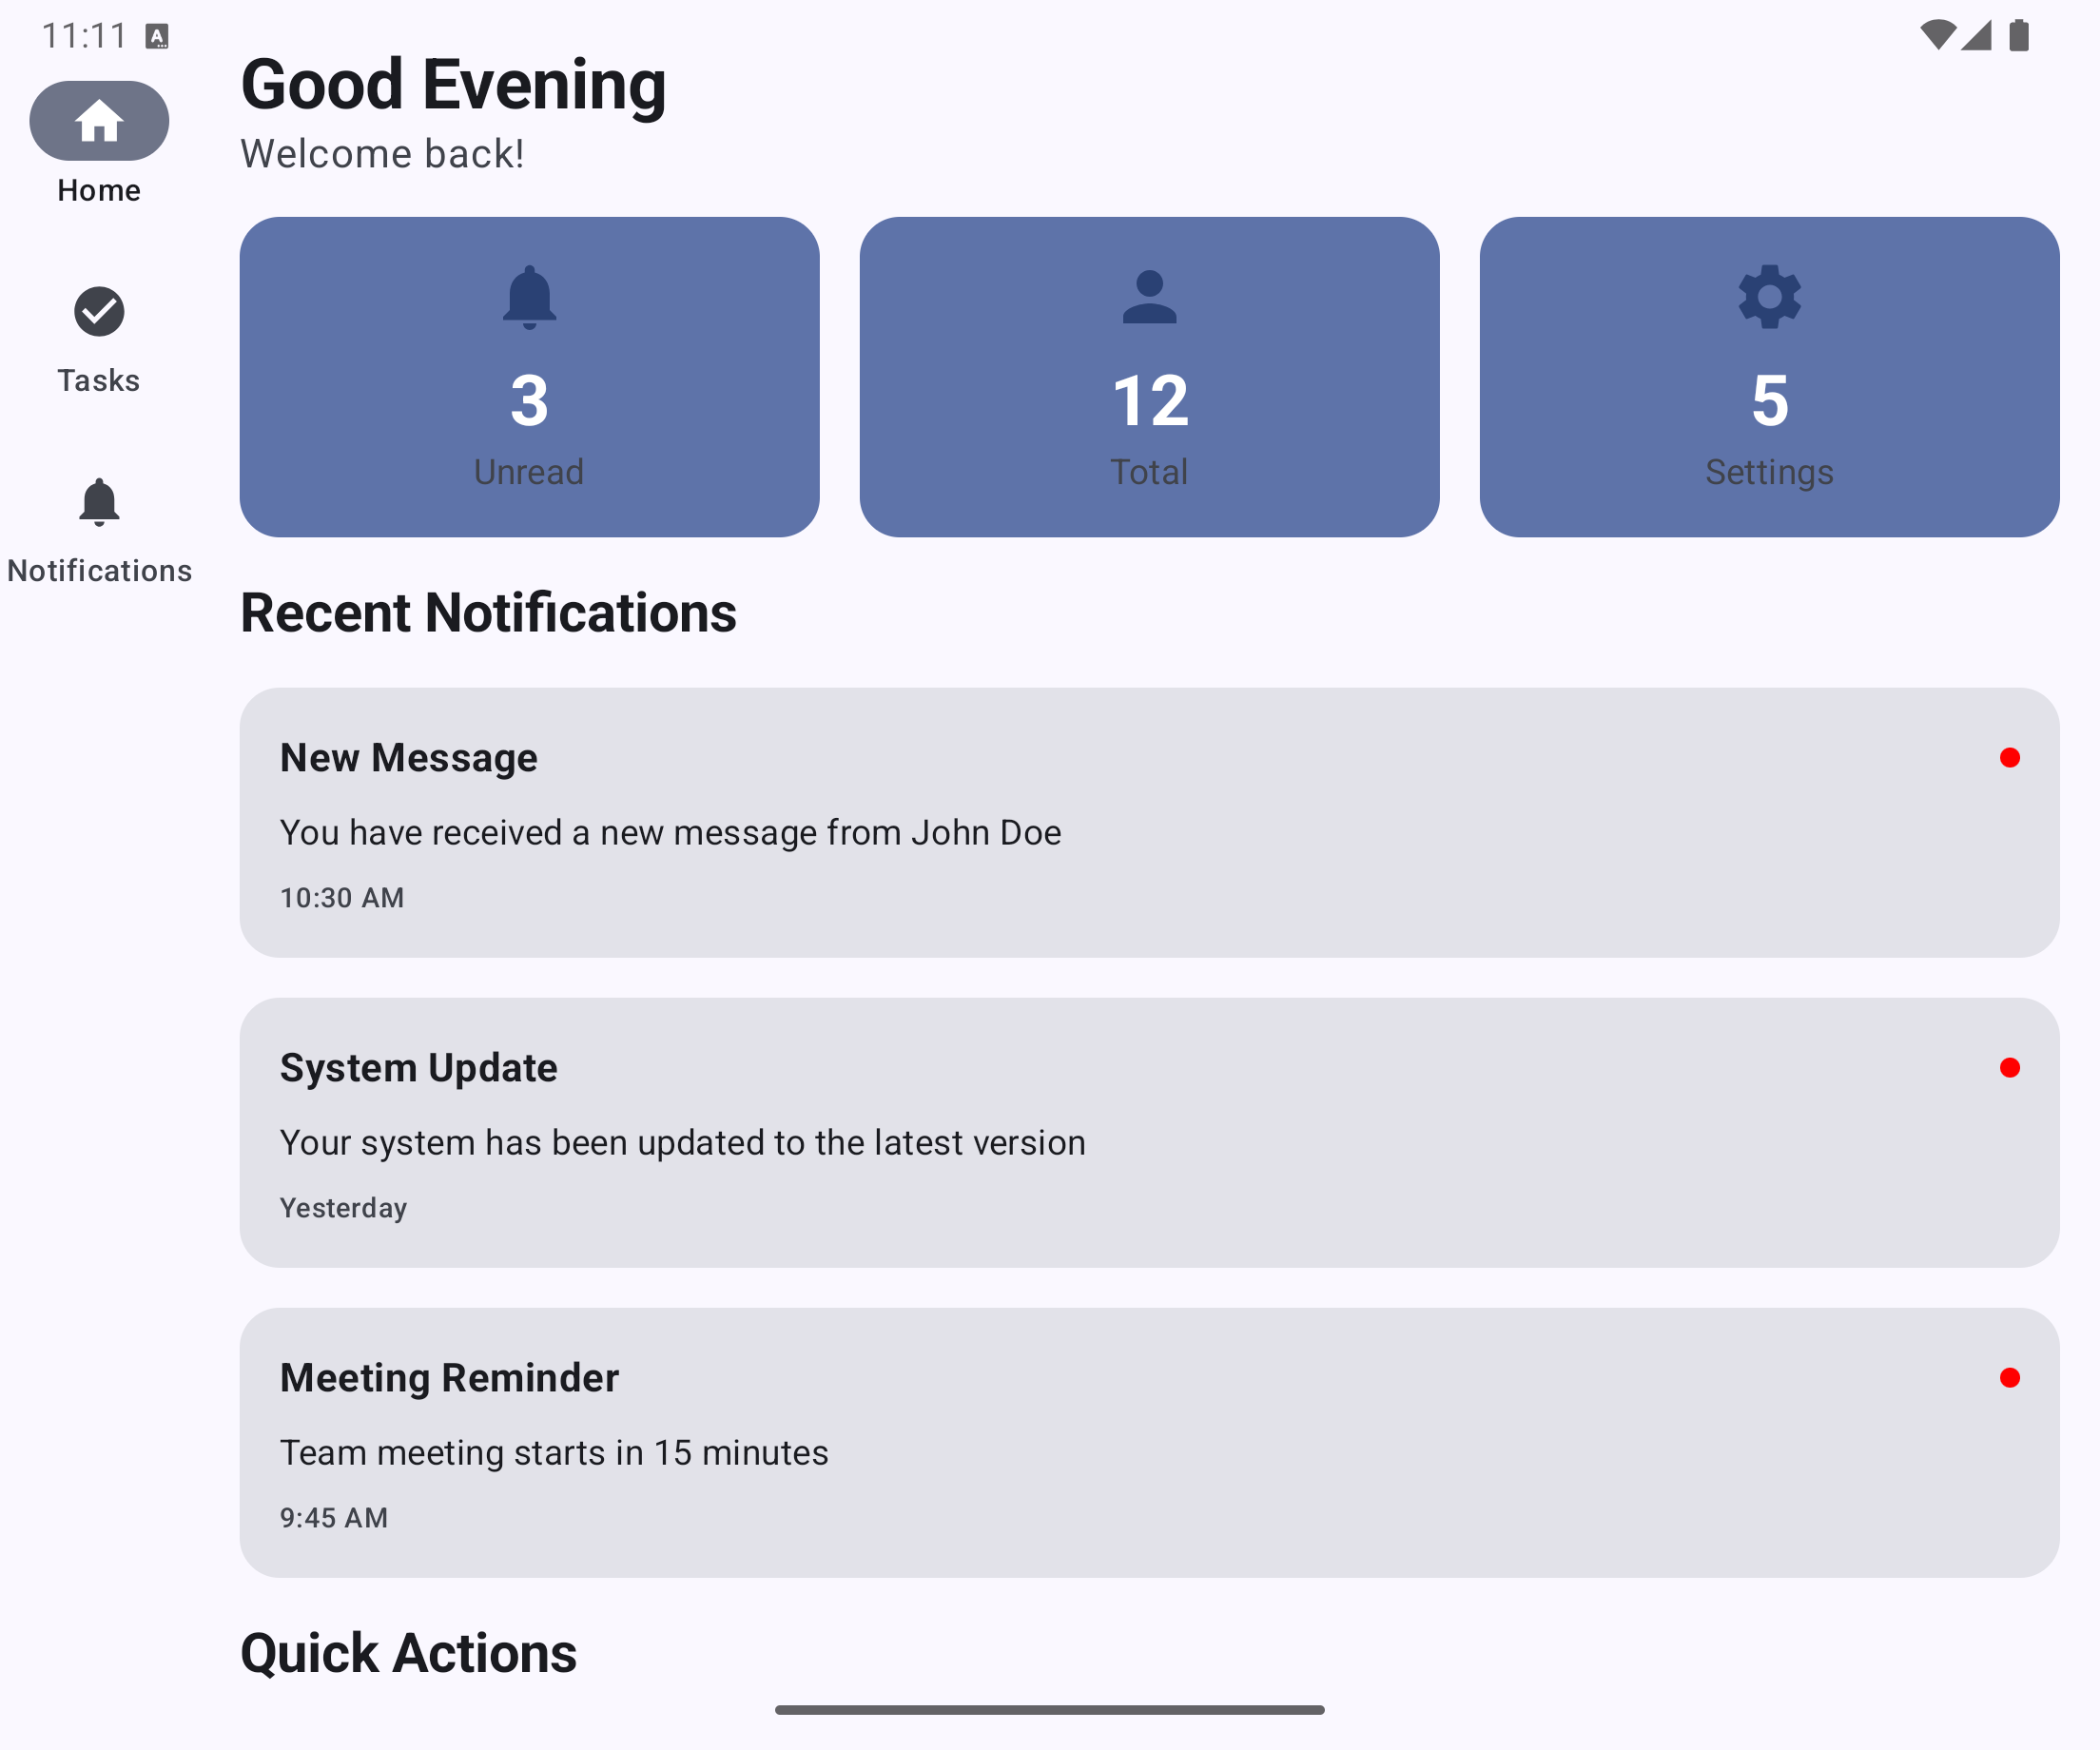 11:11
Good Evening
Welcome back!
Home
Tasks
Notifications
3
Unread
12
Total
5
Settings
Recent Notifications
New Message
You have received a new message from John Doe
10:30 AM
System Update
Your system has been updated to the latest version
Yesterday
Meeting Reminder
Team meeting starts in 15 minutes
9:45 AM
Quick Actions